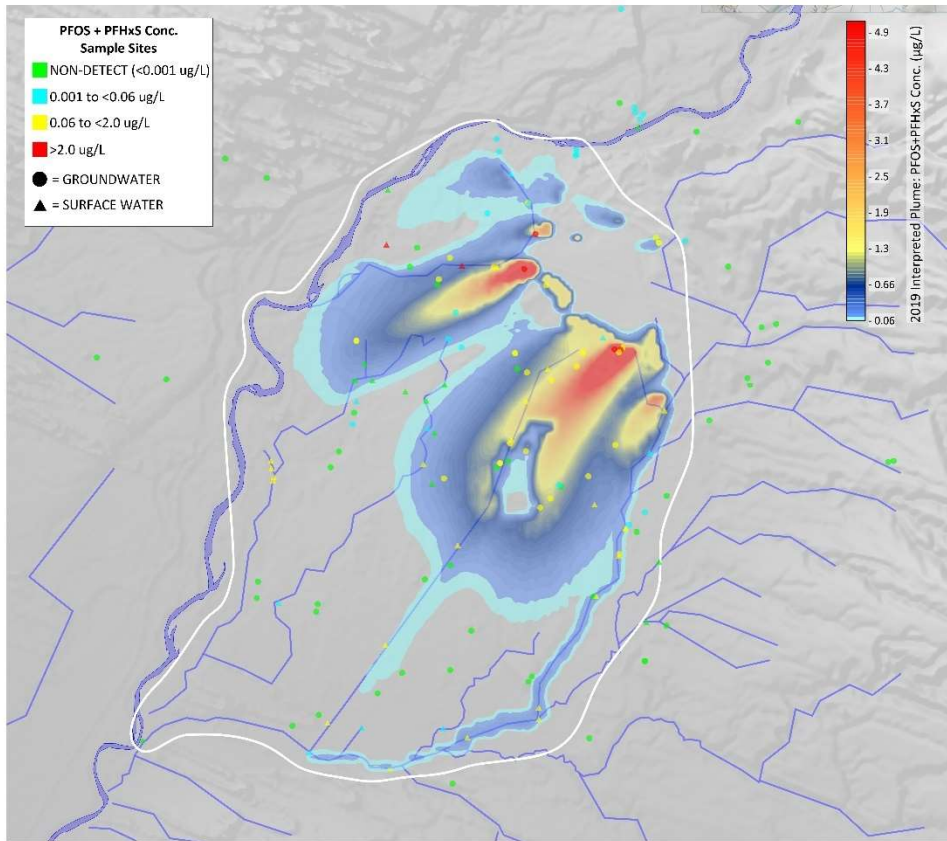 PFOS + PFHxS Conc.
Sample Sites
NON-DETECT (<0.001 ug/L)
0.001 to <0.06 ug/L
0.06 to <2.0 ug/L
>2.0 ug/L
= GROUNDWATER
= SURFACE WATER
- 4.9
- 4.3
- 3.7
- 3.1
- 2.5
- 1.9
- 1.3
- 0.66
- 0.06
2019 Interpreted Plume: PFOS+PFHxS Conc. (µg/L)